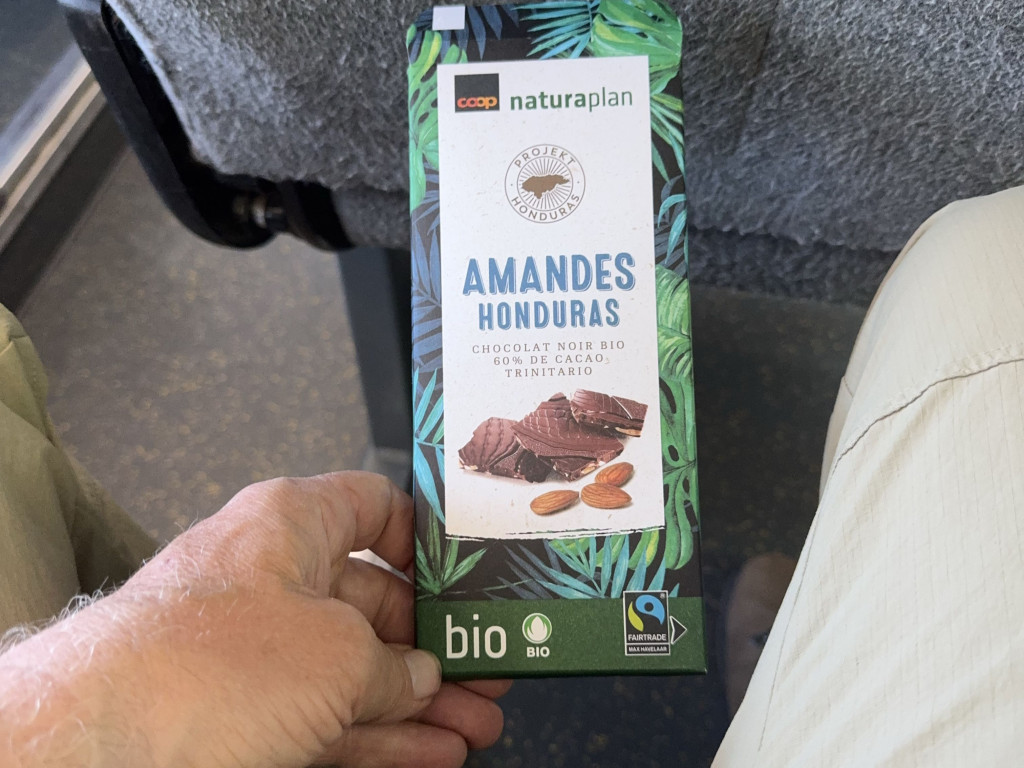 coop naturaplan
PROJEKT
HONDURAS
AMANDES
HONDURAS
CHOCOLAT NOIR BIO
60% DE CACAO
TRINITARIO
bio
BIO
FAIRTRADE
MAX HAVELAAR